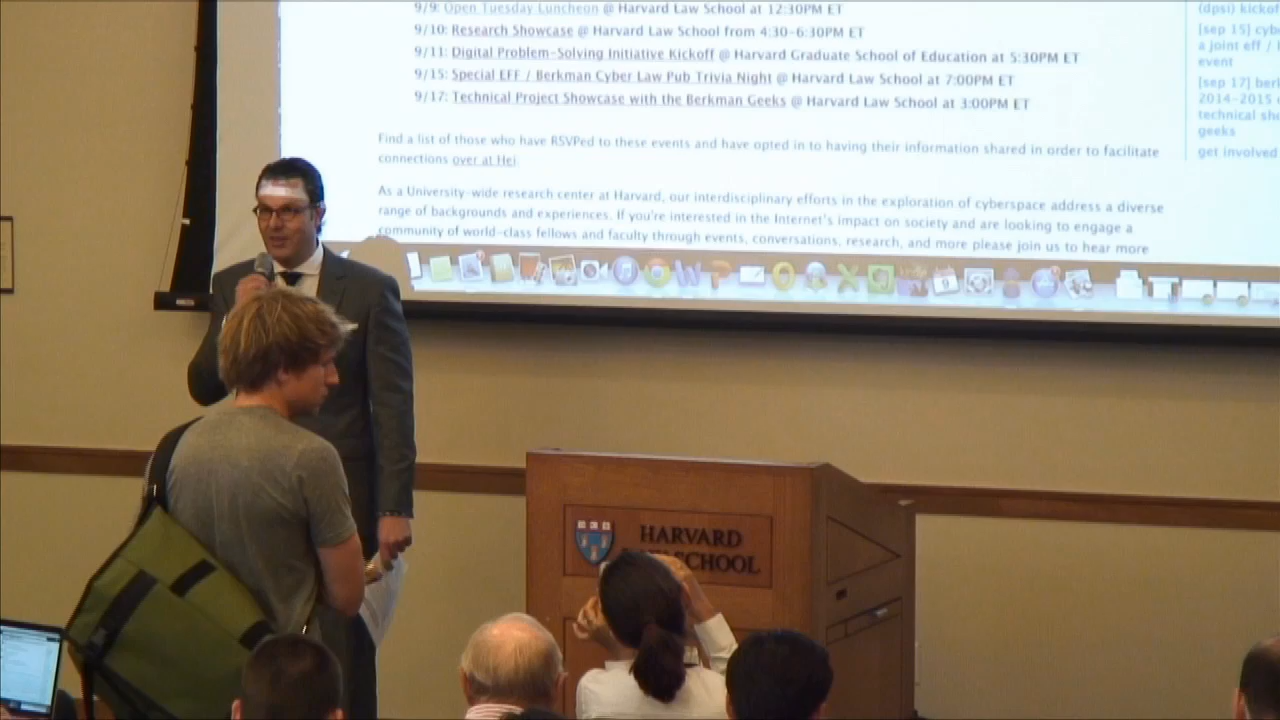 9/9: Open Tuesday Luncheon @ Harvard Law School at 12:30PM ET
9/10: Research Showcase @ Harvard Law School from 4:30-6:30PM ET
9/11: Digital Problem-Solving Initiative Kickoff @ Harvard Graduate School of Education at 5:30PM ET
9/15: Special EFF / Berkman Cyber Law Pub Trivia Night @ Harvard Law School at 7:00PM ET
9/17: Technical Project Showcase with the Berkman Geeks @ Harvard Law School at 3:00PM ET
Find a list of those who have RSVPed to these events and have opted in to having their information shared in order to facilitate
connections over at Hei
As a University-wide research center at Harvard, our interdisciplinary efforts in the exploration of cyberspace address a diverse
range of backgrounds and experiences. If you're interested in the Internet's impact on society and are looking to engage a
community of world-class fellows and faculty through events, conversations, research, and more please join us to hear more
(dpsi) kickof
[sep 15] cyb
a joint eff /
event
[sep 17] ber
2014-2015
technical sh
geeks
get involved
HARVARD
SCHOOL